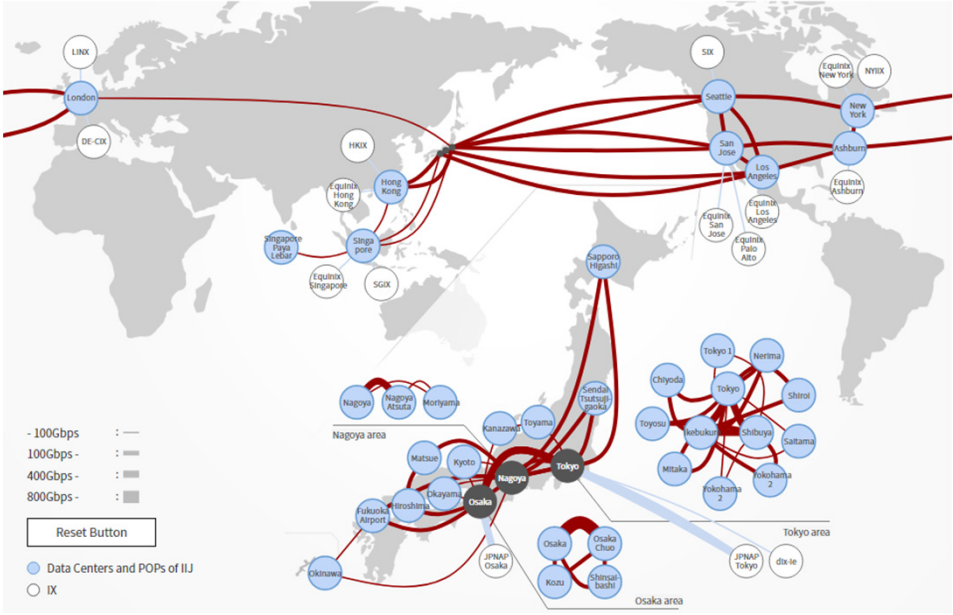 LINX
London
DE-CIX
HKIX
Equinix
Hong
Kong
Hong
Kong
Singapore
Paya
Lebar
Singa
pore
Equinix
Singapore
SGIX
SIX
Seattle
Equinix
New York
NYIIX
New
York
San
Jose
Ashburn
Los
Angeles
Equinix
Ashburn
Equinix
San
Jose
Equinix
Los
Angeles
Equinix
Palo
Alto
Sapporo
Higashi
Sendai
Tsutsuji-
gaoka
Nagoya
Nagoya
Atsuta
Moriyama
Nagoya area
Kanazawa
Toyama
Matsue
Kyoto
Nagoya
Tokyo
Okayama
Osaka
Hiroshima
Fukuoka
Airport
Okinawa
JPNAP
Osaka
Osaka
Osaka
Chuo
Kozu
Shinsai-
bashi
Osaka area
Tokyo 1
Nerima
Chiyoda
Tokyo
Shiroi
Toyosu
Ikebukuro
Shibuya
Saitama
Mitaka
Yokohama
2
Yokohama
2
Tokyo area
JPNAP
Tokyo
dix-ie
- 100Gbps :
100Gbps - :
400Gbps - :
800Gbps - :
Reset Button
Data Centers and POPs of IIJ
IX